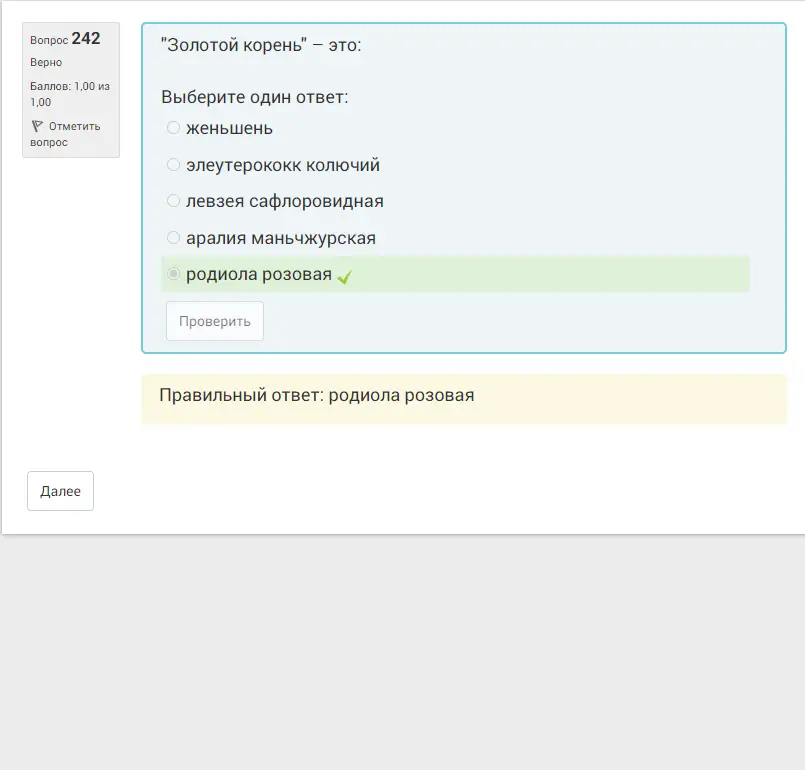 Вопрос 242
Верно
Баллов: 1,00 из
1,00
Отметить
вопрос
"Золотой корень" – это:
Выберите один ответ:
женьшень
элеутерококк колючий
левзея сафлоровидная
аралия маньчжурская
родиола розовая
Проверить
Правильный ответ: родиола розовая
Далее